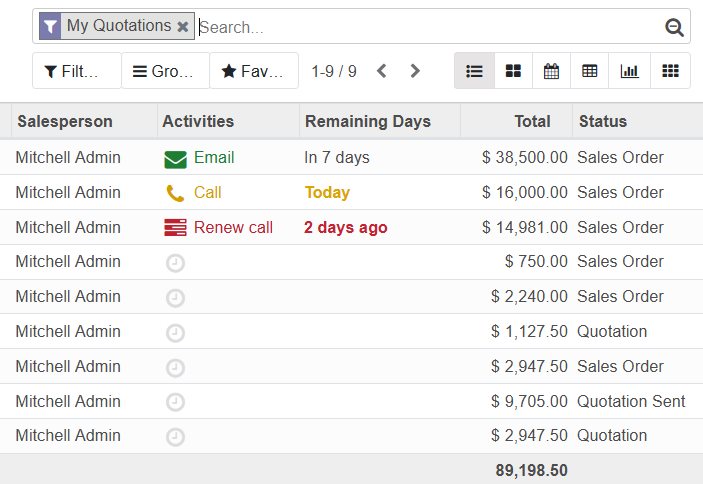 My Quotations ✖ Search...
Filt... Gro... Fav... 1-9 / 9
Salesperson Activities Remaining Days Total Status
Mitchell Admin Email In 7 days $ 38,500.00 Sales Order
Mitchell Admin Call Today $ 16,000.00 Sales Order
Mitchell Admin Renew call 2 days ago $ 14,981.00 Sales Order
Mitchell Admin $ 750.00 Sales Order
Mitchell Admin $ 2,240.00 Sales Order
Mitchell Admin $ 1,127.50 Quotation
Mitchell Admin $ 2,947.50 Sales Order
Mitchell Admin $ 9,705.00 Quotation Sent
Mitchell Admin $ 2,947.50 Quotation
89,198.50